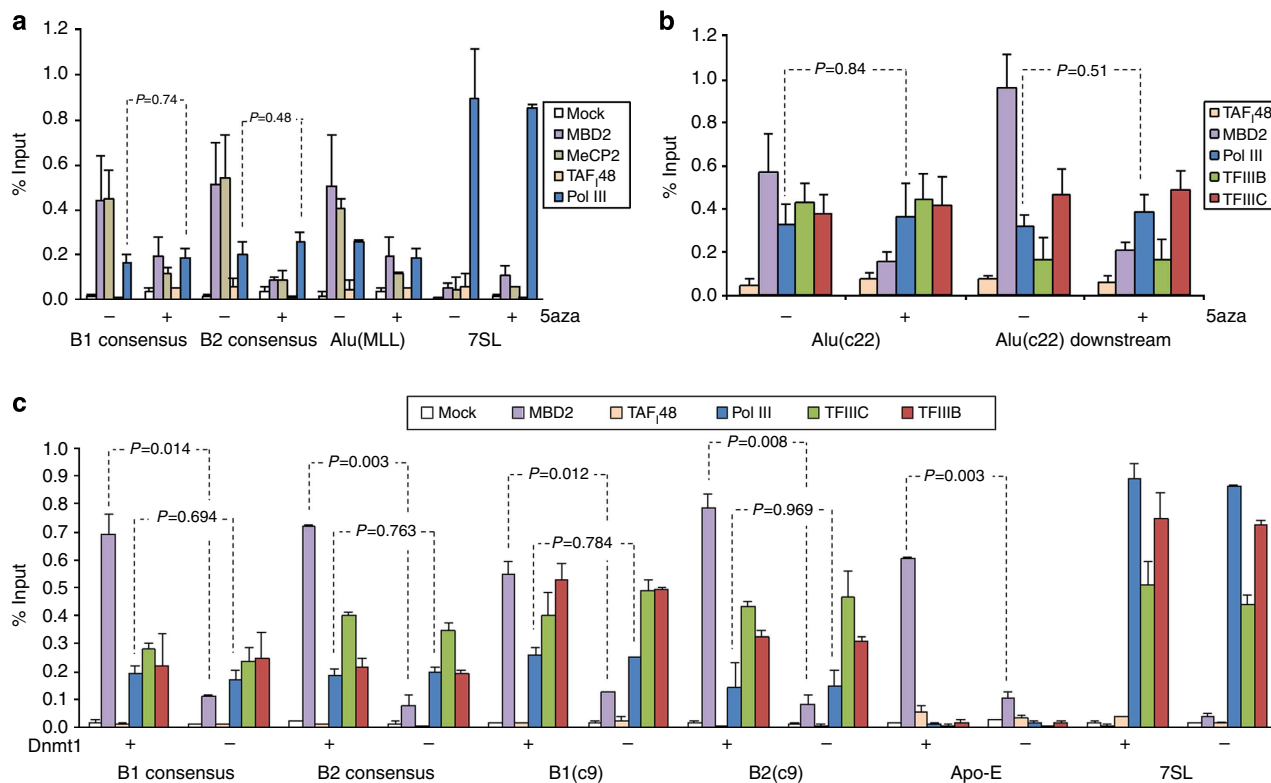 a
1.2
1.0
0.8
0.6
0.4
0.2
0.0
% Input
P=0.74
P=0.48
Mock
MBD2
MeCP2
TAFI48
Pol III
– + – + – + – + 5aza
B1 consensus B2 consensus Alu(MLL) 7SL
b
1.2
1.0
0.8
0.6
0.4
0.2
0.0
% Input
P=0.84
P=0.51
TAFI48
MBD2
Pol III
TFIIIB
TFIIIC
– + – + 5aza
Alu(c22) Alu(c22) downstream
c
Mock MBD2 TAFI48 Pol III TFIIIC TFIIIB
1.0
0.9
0.8
0.7
0.6
0.5
0.4
0.3
0.2
0.1
0.0
% Input
P=0.014
P=0.694
P=0.003
P=0.763
P=0.012
P=0.784
P=0.008
P=0.969
P=0.003
Dnmt1 + – + – + – + – + – + –
B1 consensus B2 consensus B1(c9) B2(c9) Apo-E 7SL